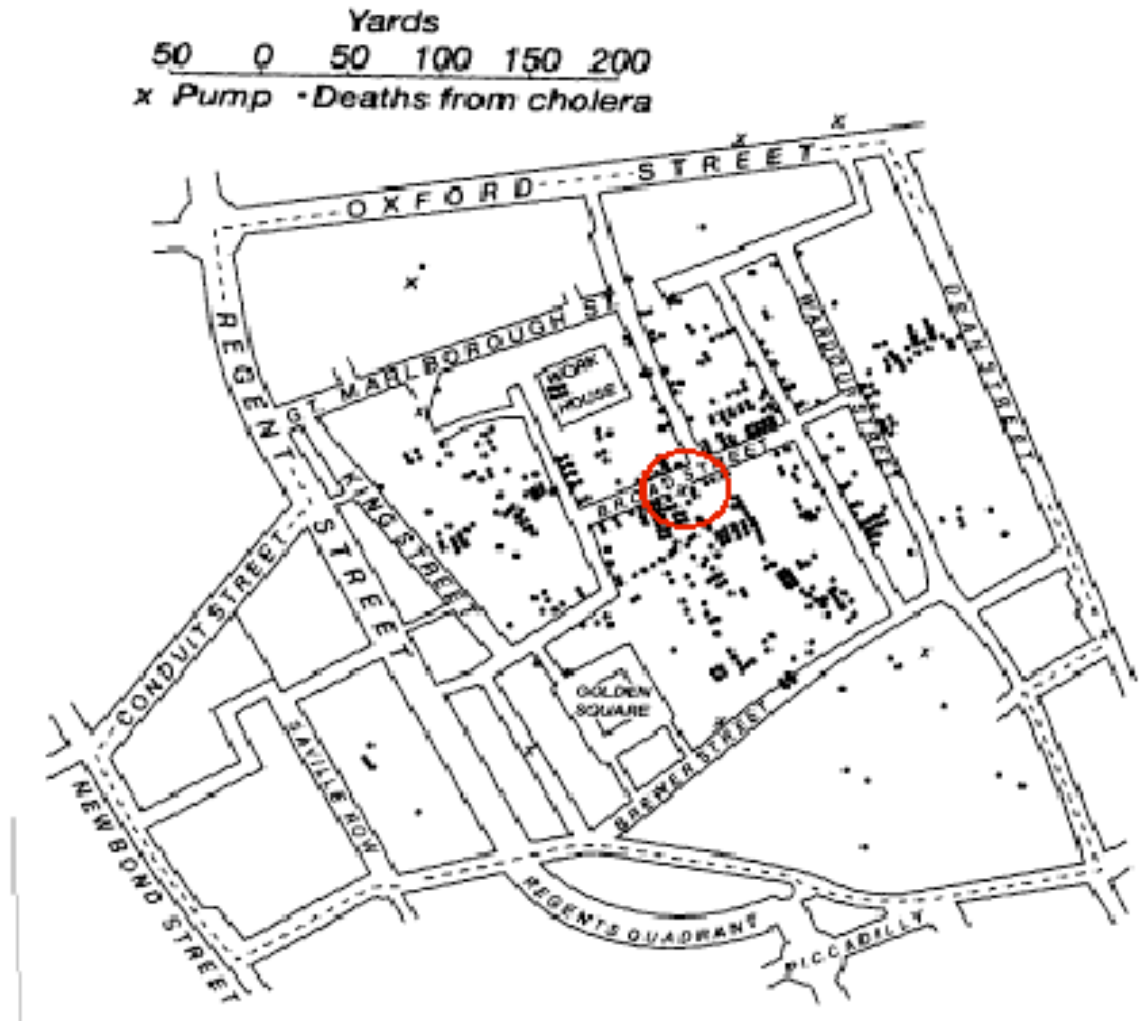 Yards
50 0 50 100 150 200
x Pump • Deaths from cholera
OXFORD STREET
REGENT STREET
GT. MARLBOROUGH ST.
WORK
HOUSE
KING STREET
BROAD STREET
WARDOUR STREET
DEAN STREET
CONDUIT STREET
GOLDEN
SQUARE
SAVILLE ROW
BREWER STREET
NEW BOND STREET
REGENTS QUADRANT
PICCADILLY